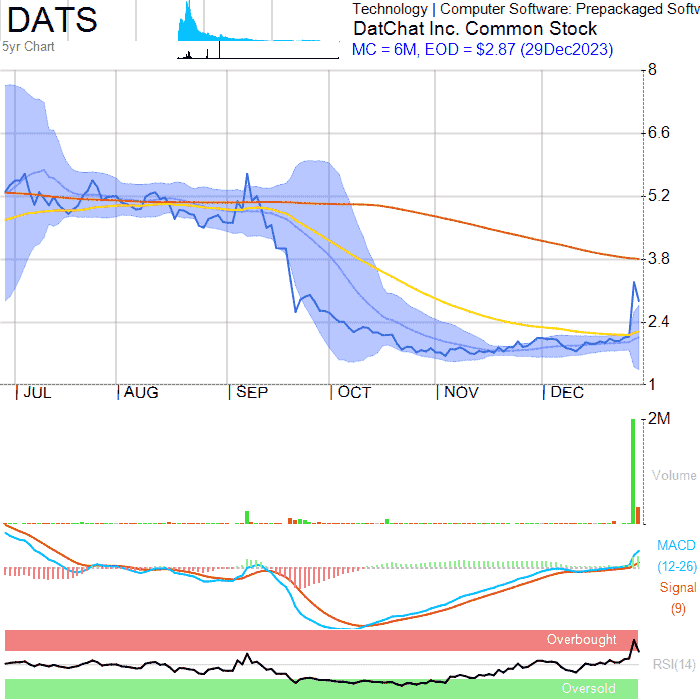 DATS
5yr Chart
Technology | Computer Software: Prepackaged Softw
DatChat Inc. Common Stock
MC = 6M, EOD = $2.87 (29Dec2023)
8
6.6
5.2
3.8
2.4
1
JUL AUG SEP OCT NOV DEC
2M
Volume
MACD
(12-26)
Signal
(9)
Overbought
RSI(14)
Oversold